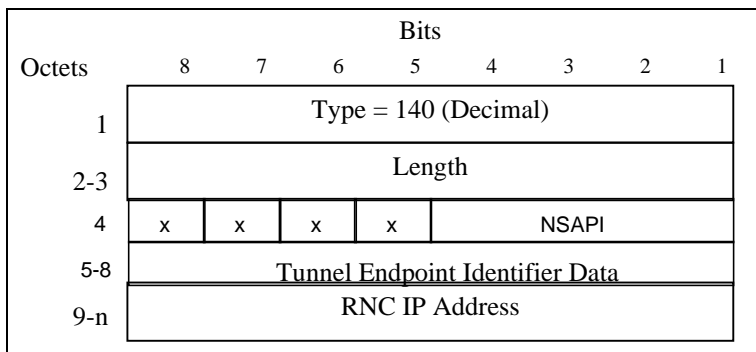 Bits
Octets 8 7 6 5 4 3 2 1
1 Type = 140 (Decimal)
2-3 Length
4 x x x x NSAPI
5-8 Tunnel Endpoint Identifier Data
9-n RNC IP Address